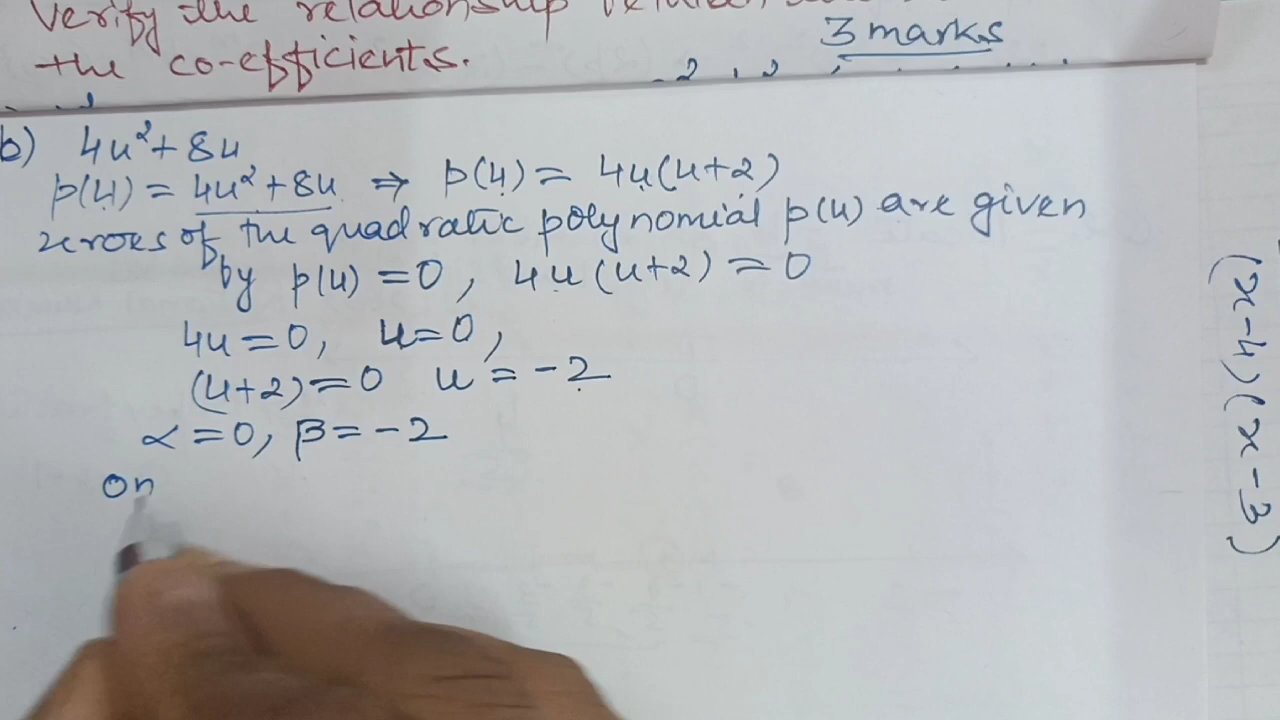 verify the relationship
the co-efficients.
3 marks
b) 4u² + 8u
p(u) = 4u² + 8u ⇒ p(u) = 4u(u+2)
zeroes of the quadratic polynomial p(u) are given
by p(u) = 0, 4u(u+2) = 0
4u = 0, u = 0,
(u+2) = 0 u = -2
α = 0, β = -2
On
(x-4)(x-3)